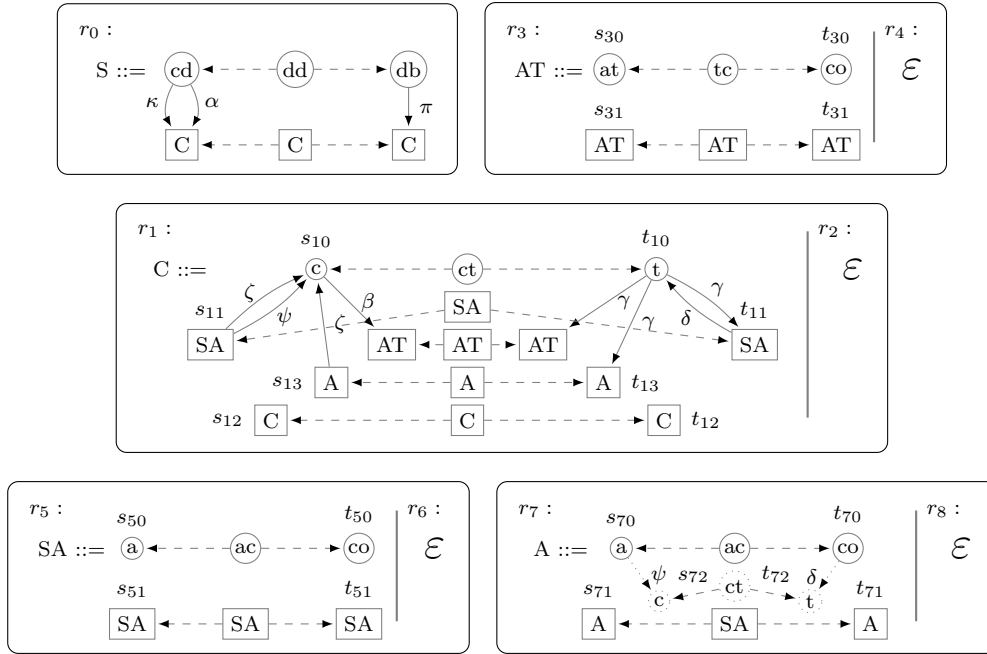 r0 :
S ::= cd dd db
κ α π
C C C
r3 : s30 t30 r4 :
AT ::= at tc co ε
s31 t31
AT AT AT
r1 : s10 t10 r2 :
C ::= c ct t ε
ζ ψ ζ β γ γ γ δ
s11 SA t11
SA AT AT AT SA
s13 A A A t13
s12 C C C t12
r5 : s50 t50 r6 :
SA ::= a ac co ε
s51 t51
SA SA SA
r7 : s70 t70 r8 :
A ::= a ac co ε
ψ s72 t72 δ
s71 c ct t t71
A SA A